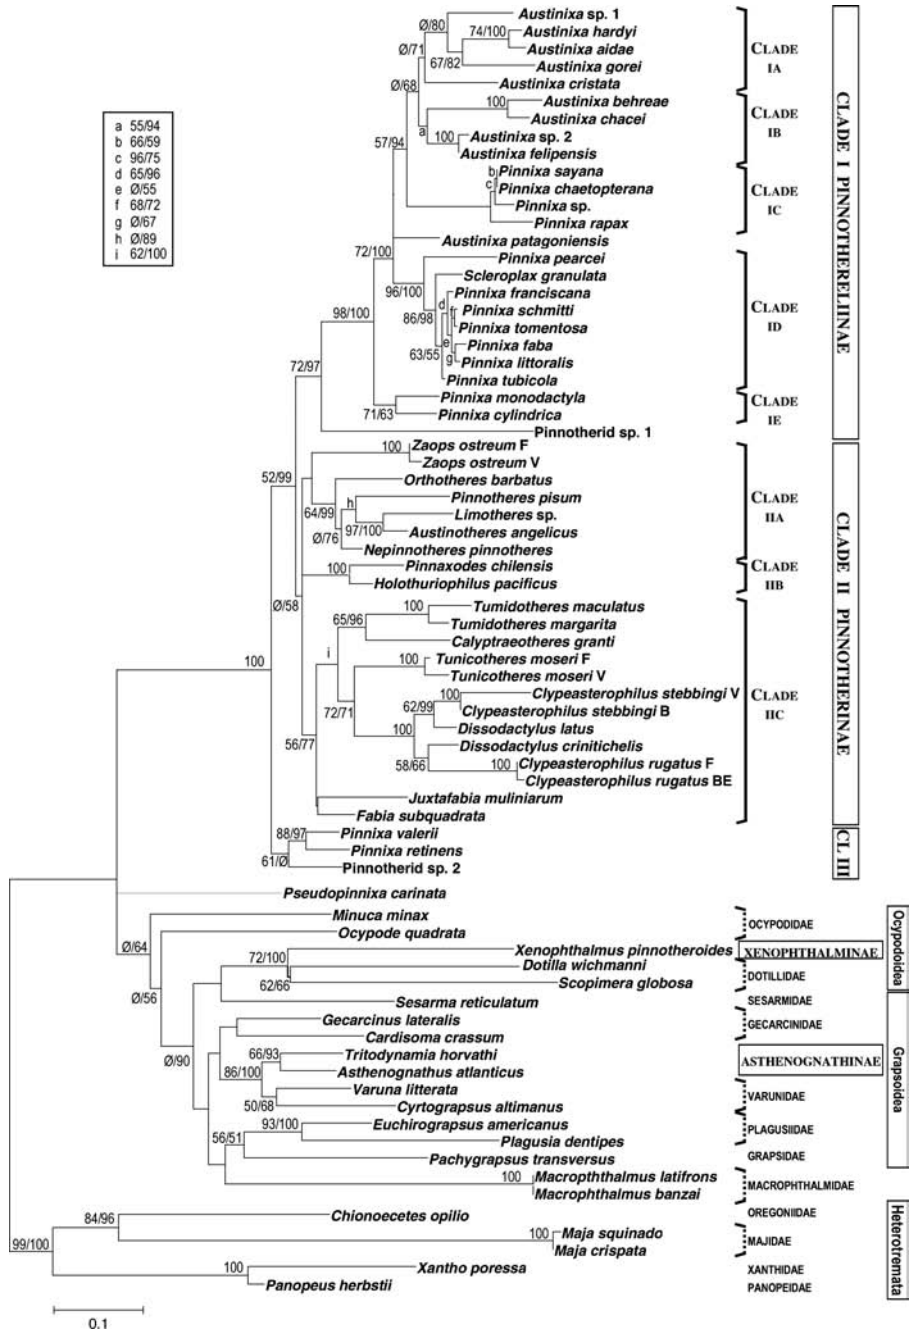 a 55/94
b 66/59
c 96/75
d 65/96
e Ø/55
f 68/72
g Ø/67
h Ø/89
i 62/100
Ø/80
Austinixa sp. 1
74/100
Austinixa hardyi
Austinixa aidae
Ø/71
67/82
Austinixa gorei
Ø/68
Austinixa cristata
CLADE
IA
100
Austinixa behreae
Austinixa chacei
a
100
Austinixa sp. 2
Austinixa felipensis
CLADE
IB
57/94
b
Pinnixa sayana
c
Pinnixa chaetopterana
Pinnixa sp.
Pinnixa rapax
CLADE
IC
Austinixa patagoniensis
72/100
Pinnixa pearcei
96/100
Scleroplax granulata
86/98
d
Pinnixa franciscana
f
Pinnixa schmitti
Pinnixa tomentosa
e
Pinnixa faba
63/55
g
Pinnixa littoralis
Pinnixa tubicola
CLADE
ID
98/100
Pinnixa monodactyla
71/63
Pinnixa cylindrica
CLADE
IE
72/97
Pinnotherid sp. 1
CLADE I PINNOTHERELIINAE
100
Zaops ostreum F
Zaops ostreum V
52/99
Orthotheres barbatus
64/99
h
Pinnotheres pisum
Limotheres sp.
97/100
Austinotheres angelicus
Ø/76
Nepinnotheres pinnotheres
CLADE
IIA
Pinnaxodes chilensis
Holothuriophilus pacificus
CLADE
IIB
Ø/58
100
Tumidotheres maculatus
65/96
Tumidotheres margarita
Calyptraeotheres granti
i
100
Tunicotheres moseri F
Tunicotheres moseri V
72/71
100
Clypeasterophilus stebbingi V
62/99
Clypeasterophilus stebbingi B
100
Dissodactylus latus
Dissodactylus crinitichelis
58/66
100
Clypeasterophilus rugatus F
Clypeasterophilus rugatus BE
56/77
Juxtafabia muliniarum
Fabia subquadrata
CLADE
IIC
CLADE II PINNOTHERINAE
100
88/97
Pinnixa valerii
Pinnixa retinens
61/Ø
Pinnotherid sp. 2
CL III
Pseudopinnixa carinata
Ø/64
Minuca minax
Ocypode quadrata
OCYPODIDAE
72/100
Xenophthalmus pinnotheroides
XENOPHTHALMINAE
Dotilla wichmanni
62/66
Scopimera globosa
DOTILLIDAE
Ocypodoidea
Ø/56
Sesarma reticulatum
SESARMIDAE
Gecarcinus lateralis
Cardisoma crassum
GECARCINIDAE
Ø/90
66/93
Tritodynamia horvathi
86/100
Asthenognathus atlanticus
ASTHENOGNATHINAE
Varuna litterata
50/68
Cyrtograpsus altimanus
VARUNIDAE
93/100
Euchirograpsus americanus
Plagusia dentipes
PLAGUSIIDAE
56/51
Pachygrapsus transversus
GRAPSIDAE
Grapsoidea
100
Macropththalmus latifrons
Macrophthalmus banzai
MACROPHTHALMIDAE
84/96
Chionoecetes opilio
OREGONIIDAE
100
Maja squinado
Maja crispata
MAJIDAE
99/100
100
Xantho poressa
XANTHIDAE
Panopeus herbstii
PANOPEIDAE
Heterotremata
0.1